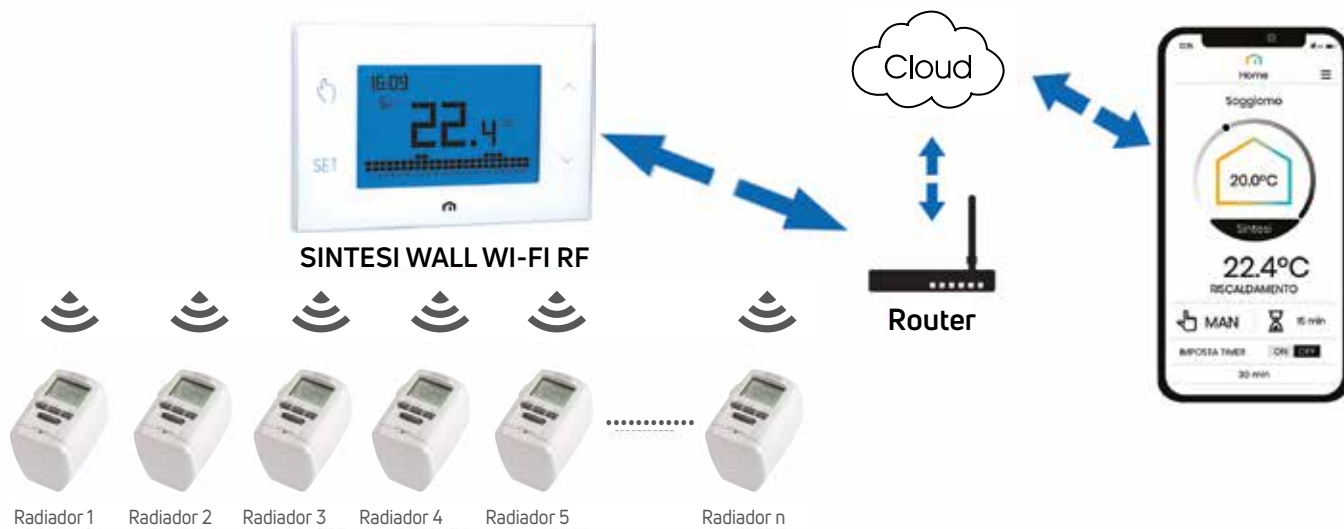 16:09
22.4
SET
SINTESI WALL WI-FI RF
Cloud
Router
Home
Soggiorno
20.0°C
Sintesi
22.4°C
RISCALDAMENTO
MAN
15 min
IMPOSTA TIMER
ON OFF
30 min
Radiador 1
Radiador 2
Radiador 3
Radiador 4
Radiador 5
Radiador n